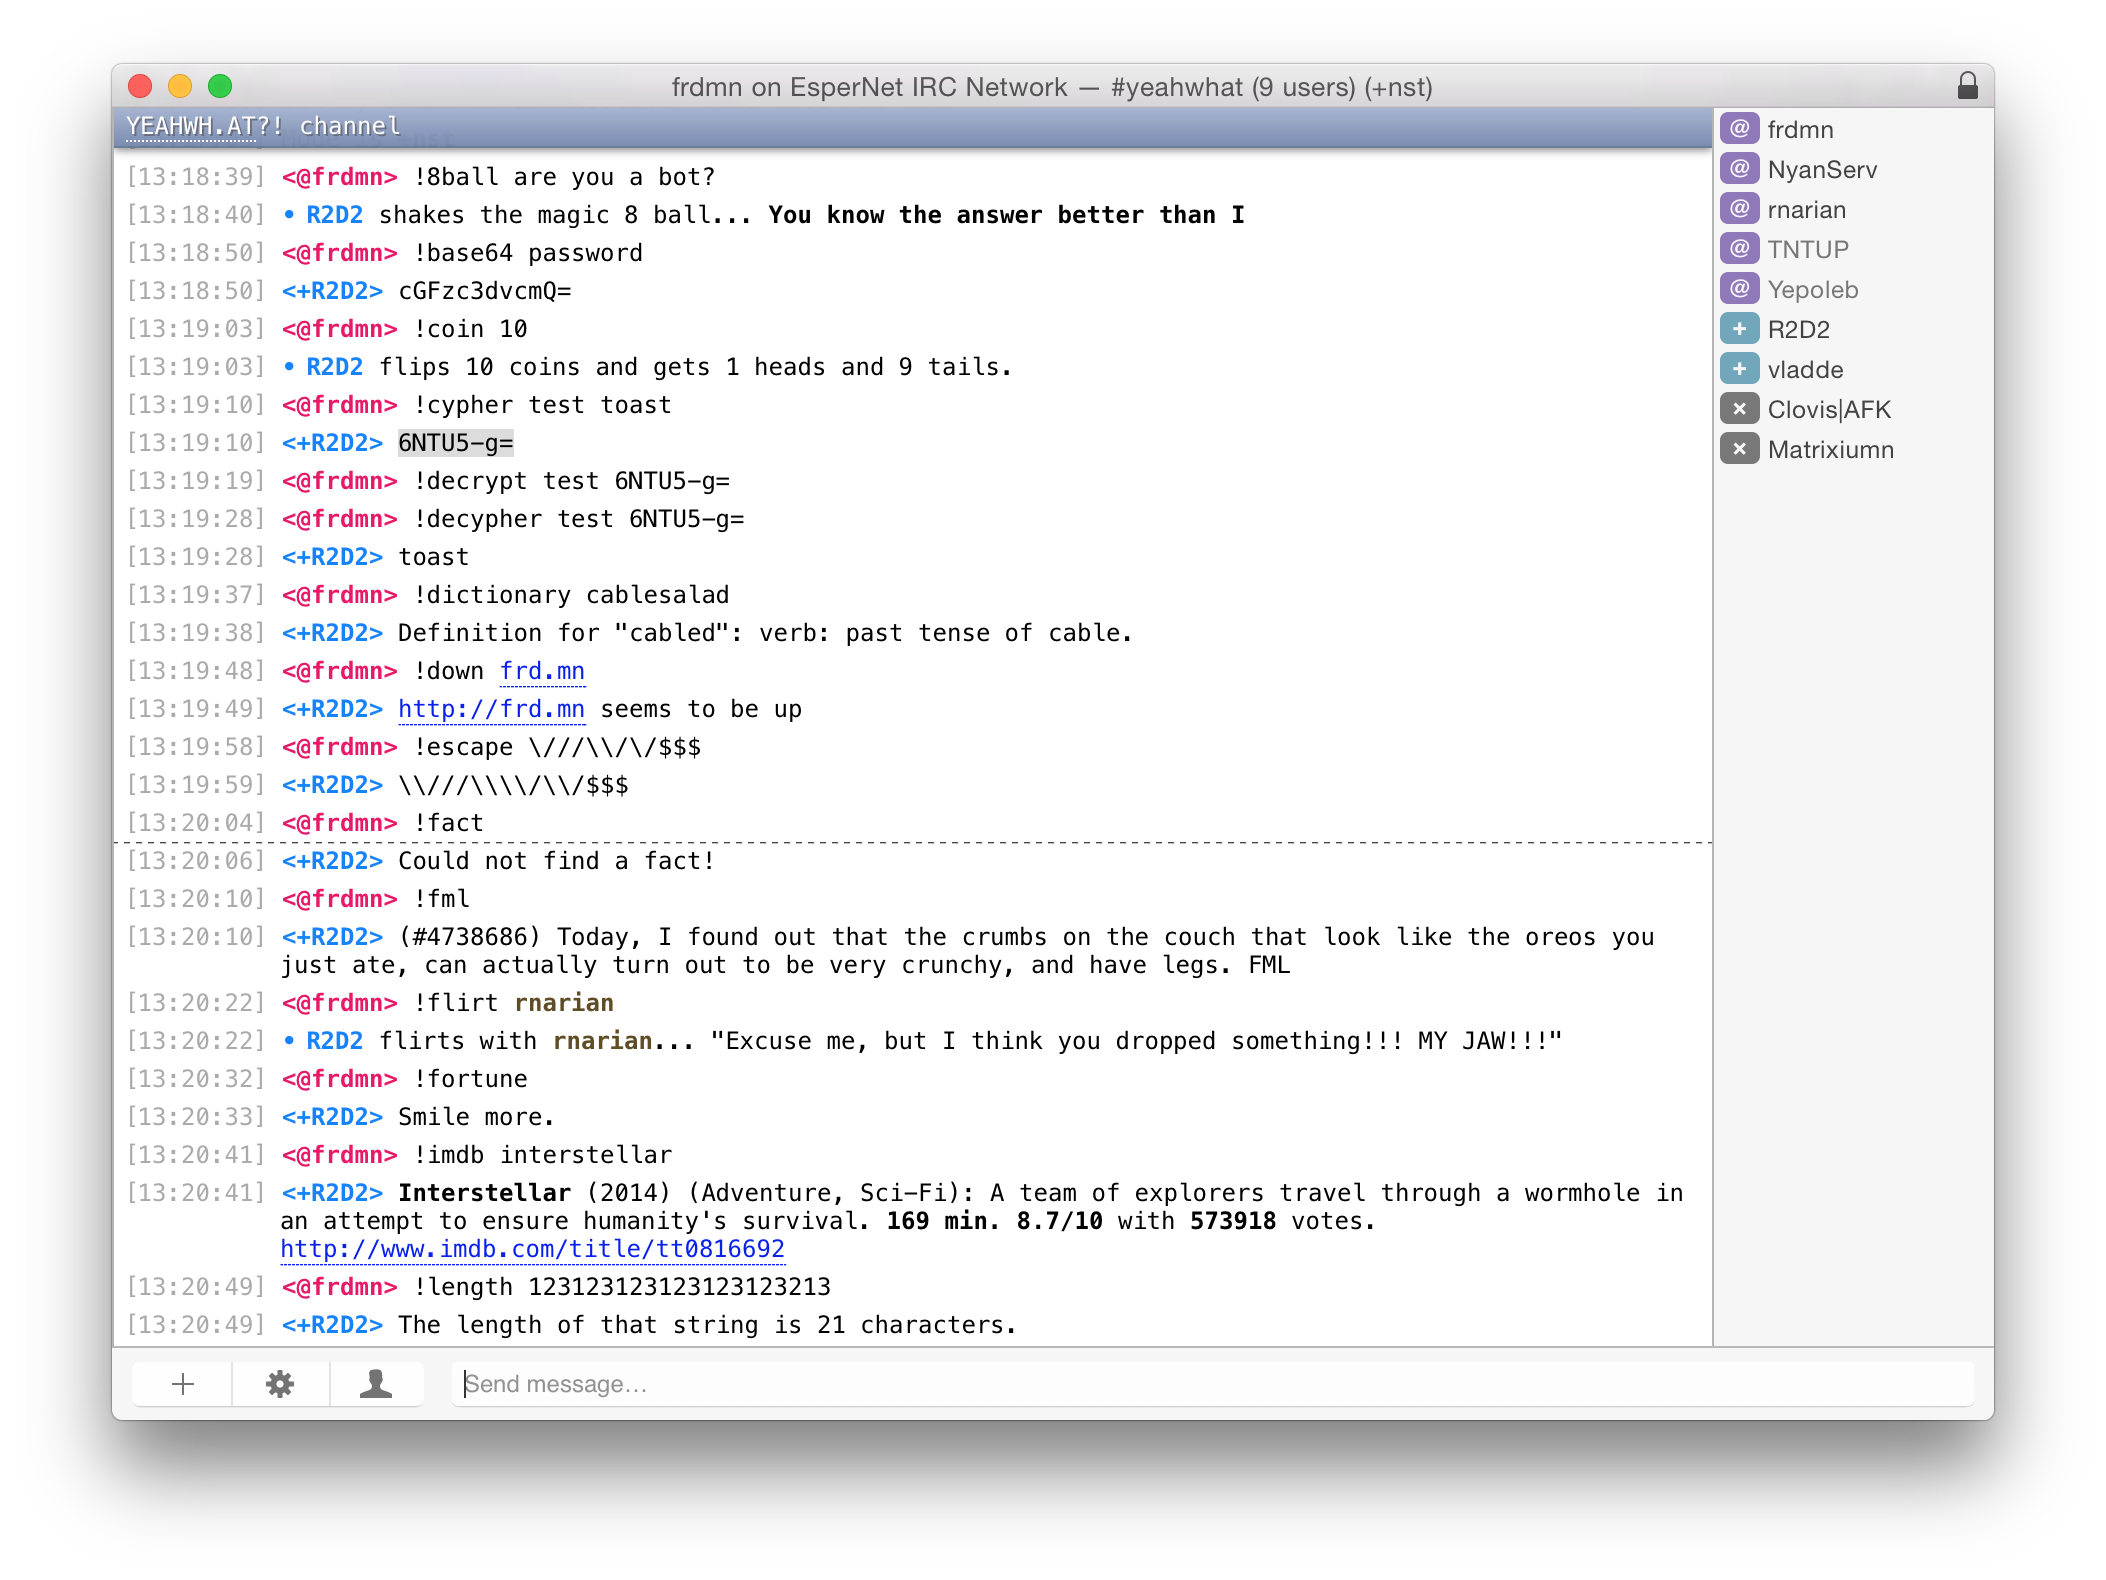 frdmn on EsperNet IRC Network — #yeahwhat (9 users) (+nst)
YEAHWH.AT?! channel
[13:18:39] <@frdmn> !8ball are you a bot?
[13:18:40] • R2D2 shakes the magic 8 ball... You know the answer better than I
[13:18:50] <@frdmn> !base64 password
[13:18:50] <+R2D2> cGFzc3dvcmQ=
[13:19:03] <@frdmn> !coin 10
[13:19:03] • R2D2 flips 10 coins and gets 1 heads and 9 tails.
[13:19:10] <@frdmn> !cypher test toast
[13:19:10] <+R2D2> 6NTU5-g=
[13:19:19] <@frdmn> !decrypt test 6NTU5-g=
[13:19:28] <@frdmn> !decypher test 6NTU5-g=
[13:19:28] <+R2D2> toast
[13:19:37] <@frdmn> !dictionary cablesalad
[13:19:38] <+R2D2> Definition for "cabled": verb: past tense of cable.
[13:19:48] <@frdmn> !down frd.mn
[13:19:49] <+R2D2> http://frd.mn seems to be up
[13:19:58] <@frdmn> !escape \///\\/\/$$$
[13:19:59] <+R2D2> \\///\\\\/\\/$$$
[13:20:04] <@frdmn> !fact
[13:20:06] <+R2D2> Could not find a fact!
[13:20:10] <@frdmn> !fml
[13:20:10] <+R2D2> (#4738686) Today, I found out that the crumbs on the couch that look like the oreos you
just ate, can actually turn out to be very crunchy, and have legs. FML
[13:20:22] <@frdmn> !flirt rnarian
[13:20:22] • R2D2 flirts with rnarian... "Excuse me, but I think you dropped something!!! MY JAW!!!"
[13:20:32] <@frdmn> !fortune
[13:20:33] <+R2D2> Smile more.
[13:20:41] <@frdmn> !imdb interstellar
[13:20:41] <+R2D2> Interstellar (2014) (Adventure, Sci-Fi): A team of explorers travel through a wormhole in
an attempt to ensure humanity's survival. 169 min. 8.7/10 with 573918 votes.
http://www.imdb.com/title/tt0816692
[13:20:49] <@frdmn> !length 123123123123123123213
[13:20:49] <+R2D2> The length of that string is 21 characters.
Send message…
@ frdmn
@ NyanServ
@ rnarian
@ TNTUP
@ Yepoleb
+ R2D2
+ vladde
× Clovis|AFK
× Matrixiumn